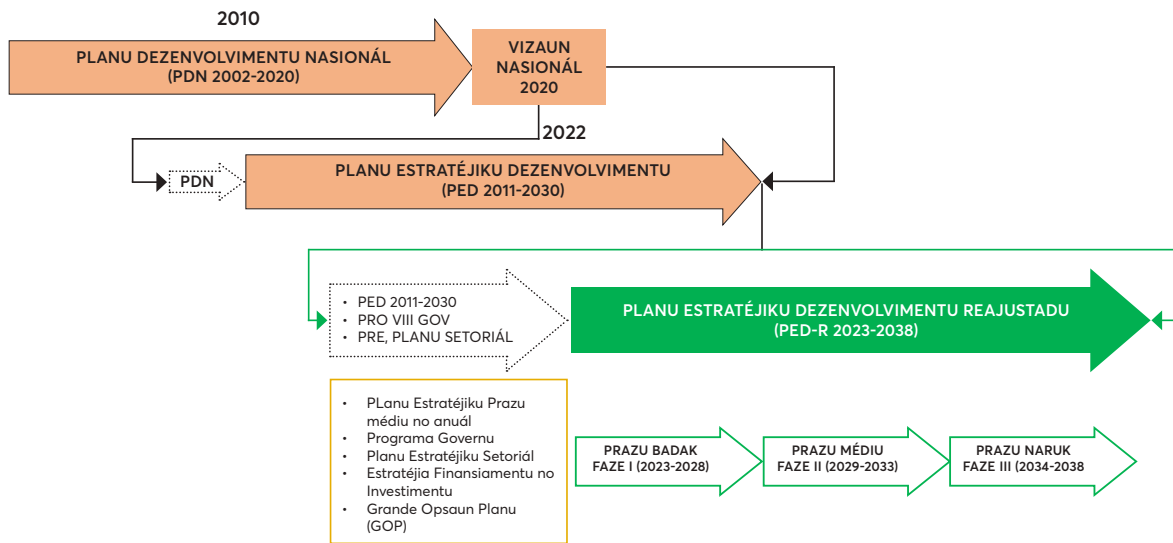 2010
PLANU DEZENVOLVIMENTU NASIONÁL
(PDN 2002-2020)
VIZAUN
NASIONÁL
2020
2022
PDN
PLANU ESTRATÉJIKU DEZENVOLVIMENTU
(PED 2011-2030)
• PED 2011-2030
• PRO VIII GOV
• PRE, PLANU SETORIÁL
PLANU ESTRATÉJIKU DEZENVOLVIMENTU REAJUSTADU
(PED-R 2023-2038)
• PLanu Estratéjiku Prazu
médiu no anuál
• Programa Governu
• Planu Estratéjiku Setoriál
• Estratéjia Finansiamentu no
Investimentu
• Grande Opsaun Planu
(GOP)
PRAZU BADAK
FAZE I (2023-2028)
PRAZU MÉDIU
FAZE II (2029-2033)
PRAZU NARUK
FAZE III (2034-2038